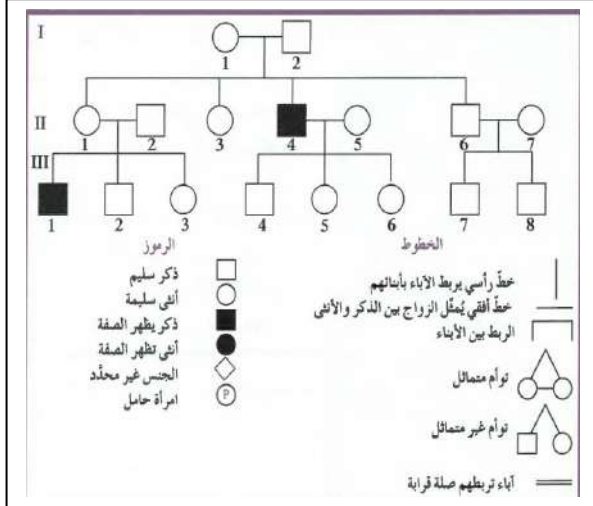 I
1 2
II
1 2 3 4 5 6 7
III
1 2 3 4 5 6 7 8
الرموز
ذكر سليم
أنثى سليمة
ذكر يظهر الصفة
أنثى تظهر الصفة
الجنس غير محدّد
امرأة حامل
P
الخطوط
خطّ رأسي يربط الآباء بأبنائهم
خطّ أفقي يُمثّل الزواج بين الذكر والأنثى
الربط بين الأبناء
توأم متماثل
توأم غير متماثل
آباء تربطهم صلة قرابة